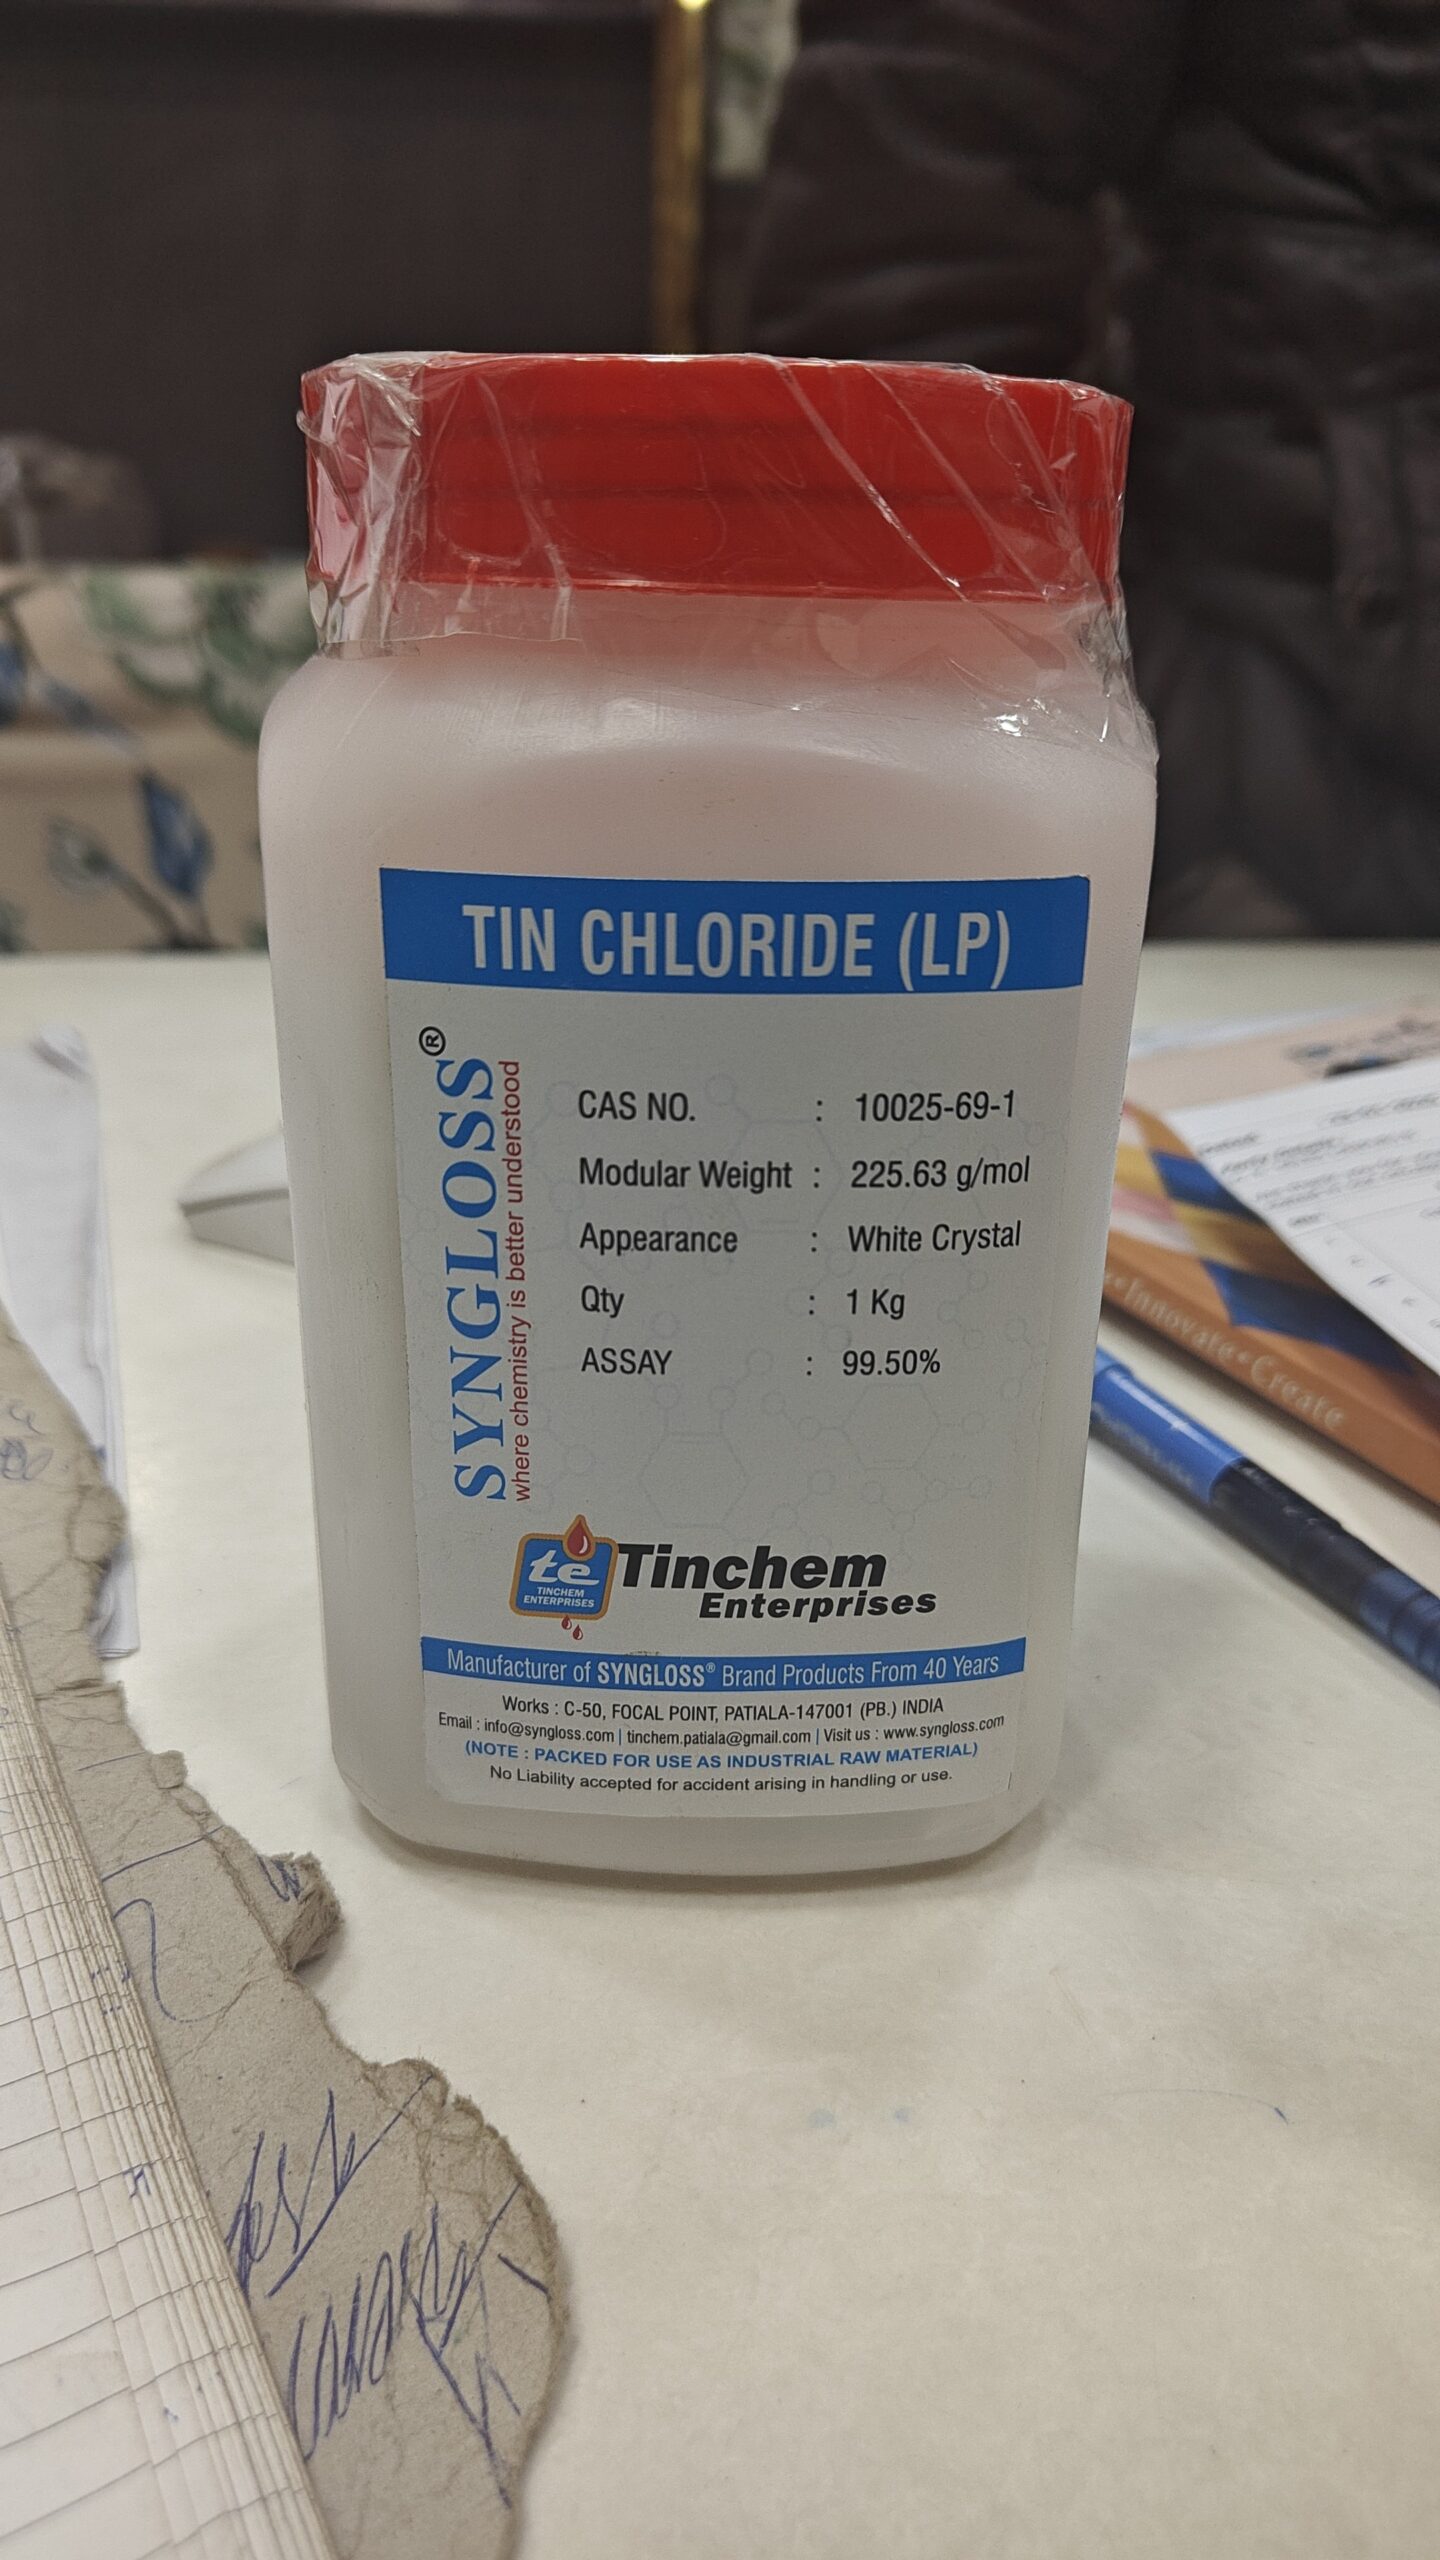 TIN CHLORIDE (LP)
SYNGLOSS®
where chemistry is better understood
CAS NO. : 10025-69-1
Modular Weight : 225.63 g/mol
Appearance : White Crystal
Qty : 1 Kg
ASSAY : 99.50%
te
TINCHEM
ENTERPRISES
Tinchem
Enterprises
Manufacturer of SYNGLOSS® Brand Products From 40 Years
Works : C-50, FOCAL POINT, PATIALA-147001 (PB.) INDIA
Email : info@syngloss.com | tinchem.patiala@gmail.com | Visit us : www.syngloss.com
(NOTE : PACKED FOR USE AS INDUSTRIAL RAW MATERIAL)
No Liability accepted for accident arising in handling or use.
Innovate • Create